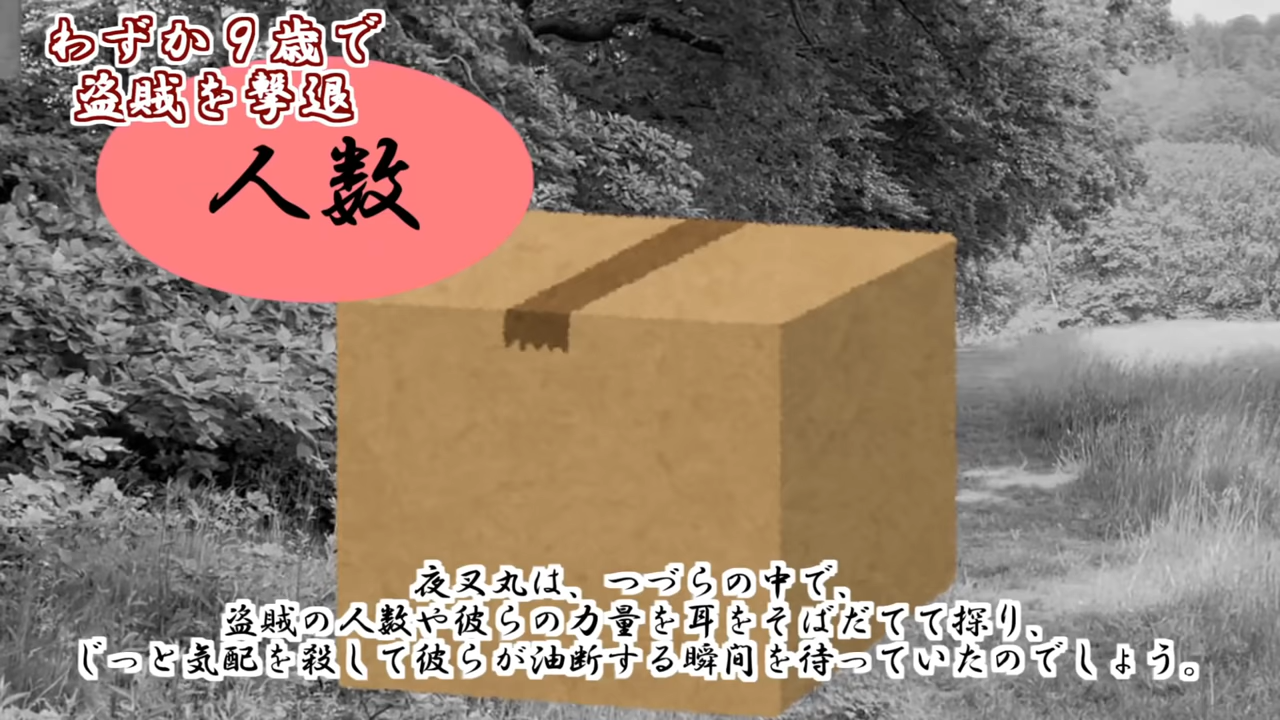 わずか９歳で
盗賊を撃退
人数
夜叉丸は、つづらの中で、
盗賊の人数や彼らの力量を耳をそばだてて探り、
じっと気配を殺して彼らが油断する瞬間を待っていたのでしょう。